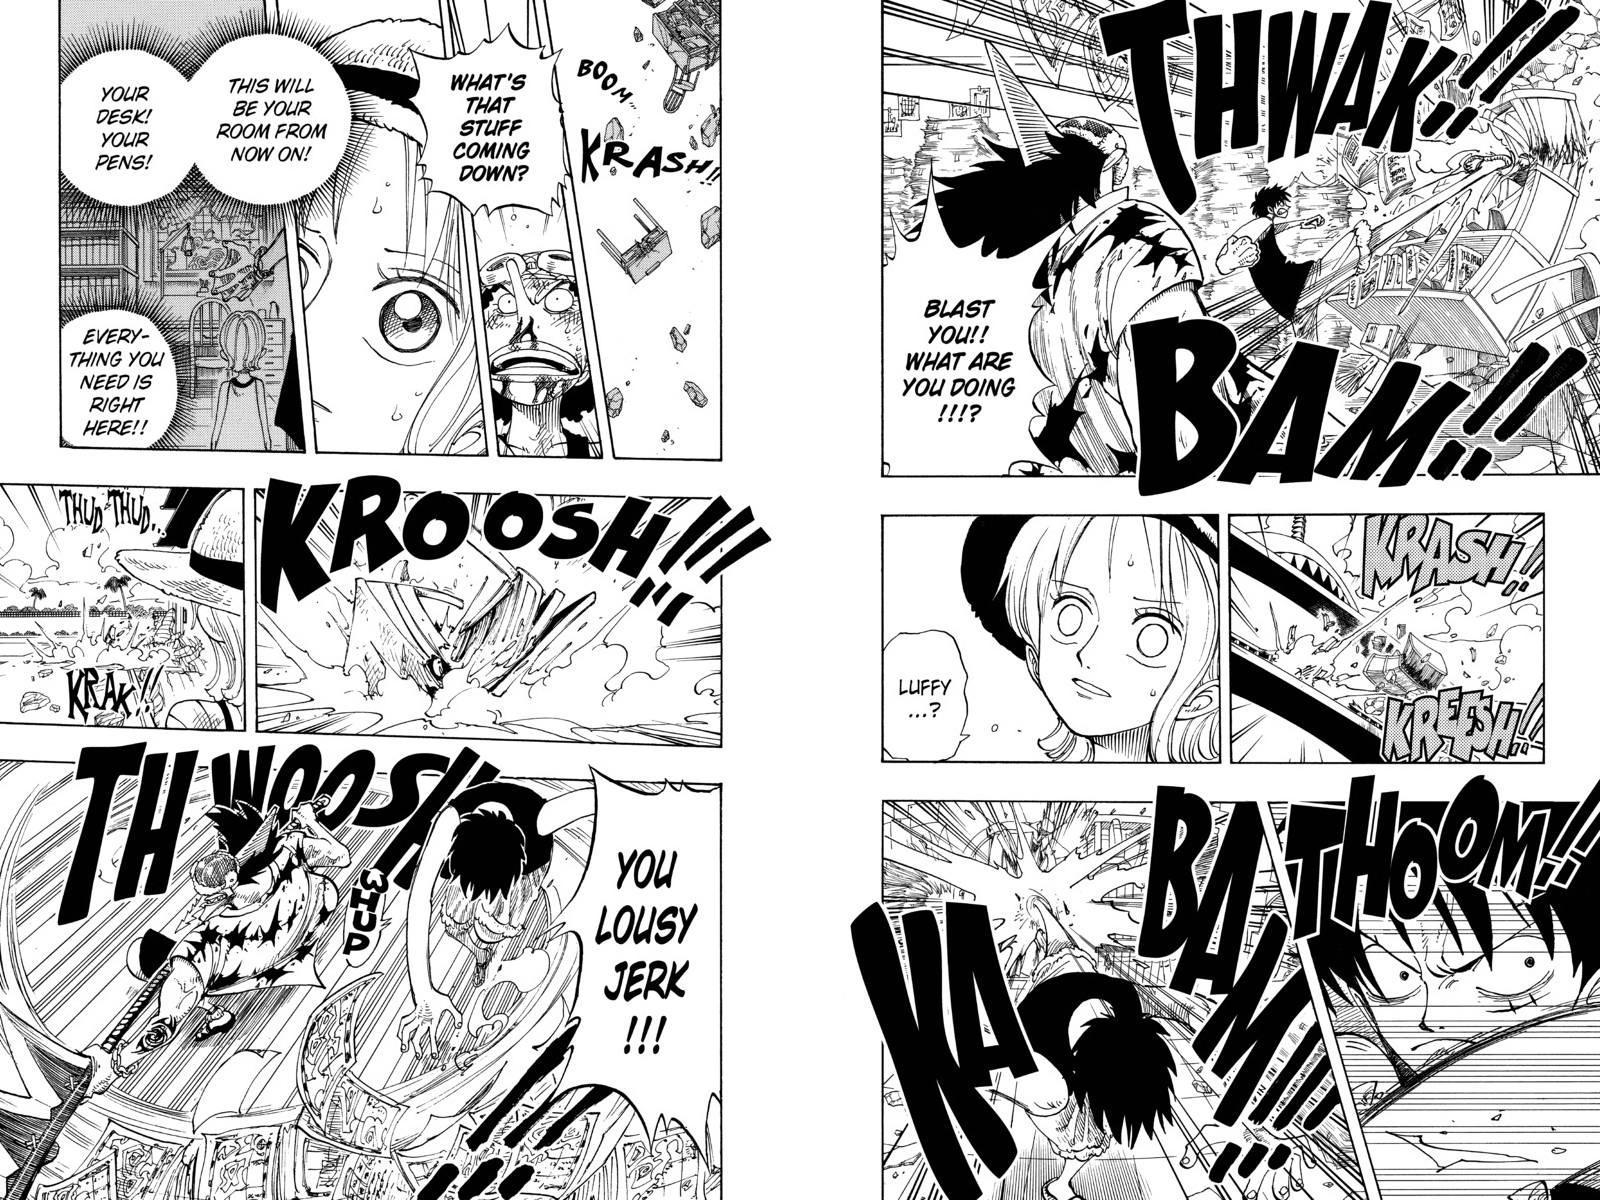 THWAK!!
BAM!!
BLAST
YOU!!
WHAT ARE
YOU DOING
!!!?
KRASH!!
KREESH!!
LUFFY
...?
BATHOOM!!
KA
BAM!!!
BOOM..
KRASH!!
WHAT'S
THAT
STUFF
COMING
DOWN?
THIS WILL
BE YOUR
ROOM FROM
NOW ON!
YOUR
DESK!
YOUR
PENS!
EVERY-
THING YOU
NEED IS
RIGHT
HERE!!
KROOSH!!!
THUD THUD..
KRAK!!
YOU
LOUSY
JERK
!!!
WHUP
THWOOSH!!